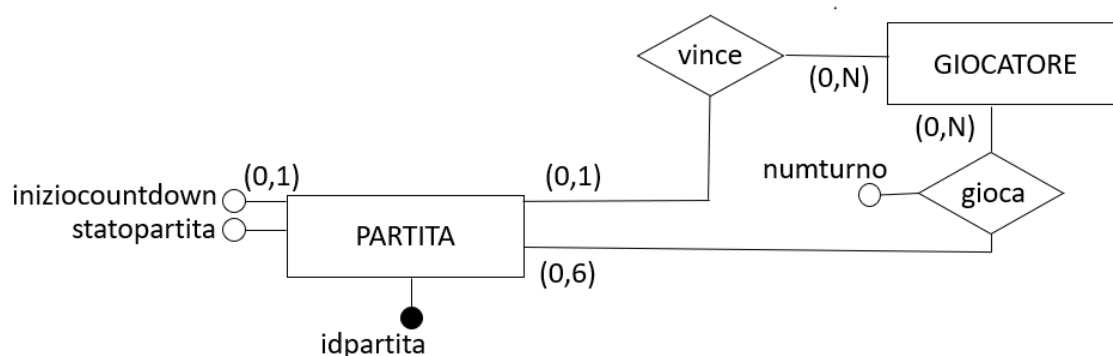 vince
GIOCATORE
(0,N)
(0,N)
numturno
gioca
iniziocountdown
(0,1)
(0,1)
statopartita
PARTITA
(0,6)
idpartita